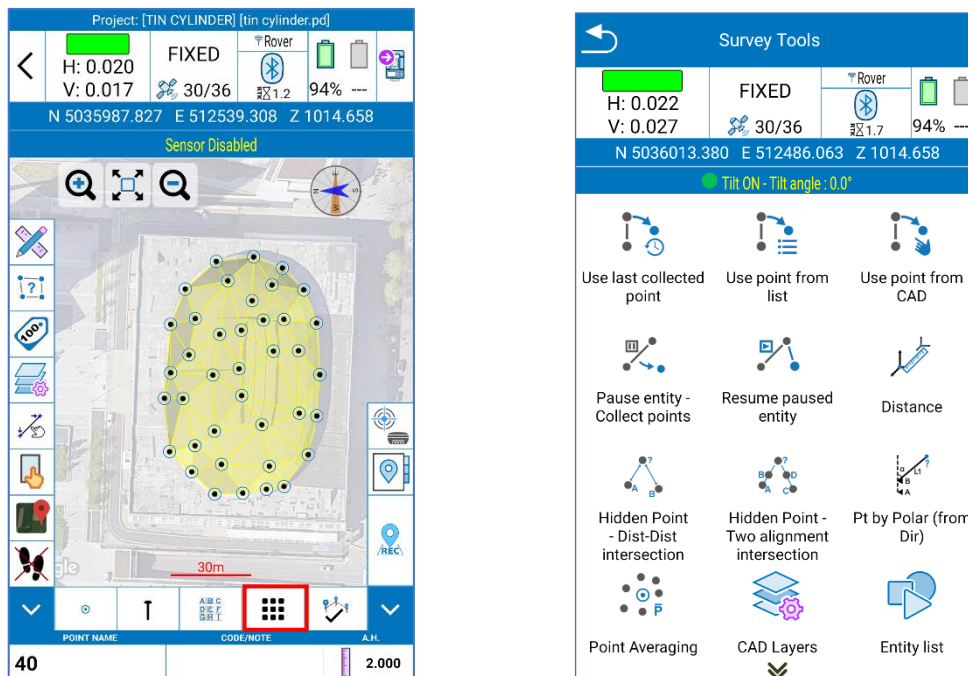 Project: [TIN CYLINDER] [tin cylinder.pd]
H: 0.020
V: 0.017
FIXED
30/36
Rover
1.2
94%
---
N 5035987.827 E 512539.308 Z 1014.658
Sensor Disabled
N
E
S
W
?
100°
30m
gle
REC
A B C
D E F
G H I
POINT NAME
CODE/NOTE
A.H.
40
2.000
Survey Tools
H: 0.022
V: 0.027
FIXED
30/36
Rover
1.7
94%
---
N 5036013.380 E 512486.063 Z 1014.658
Tilt ON - Tilt angle : 0.0°
Use last collected
point
Use point from
list
Use point from
CAD
Pause entity -
Collect points
Resume paused
entity
Distance
?
A
B
Hidden Point
- Dist-Dist
intersection
?
B
D
A
C
Hidden Point -
Two alignment
intersection
α
L1
?
B
A
Pt by Polar (from
Dir)
P
Point Averaging
CAD Layers
Entity list